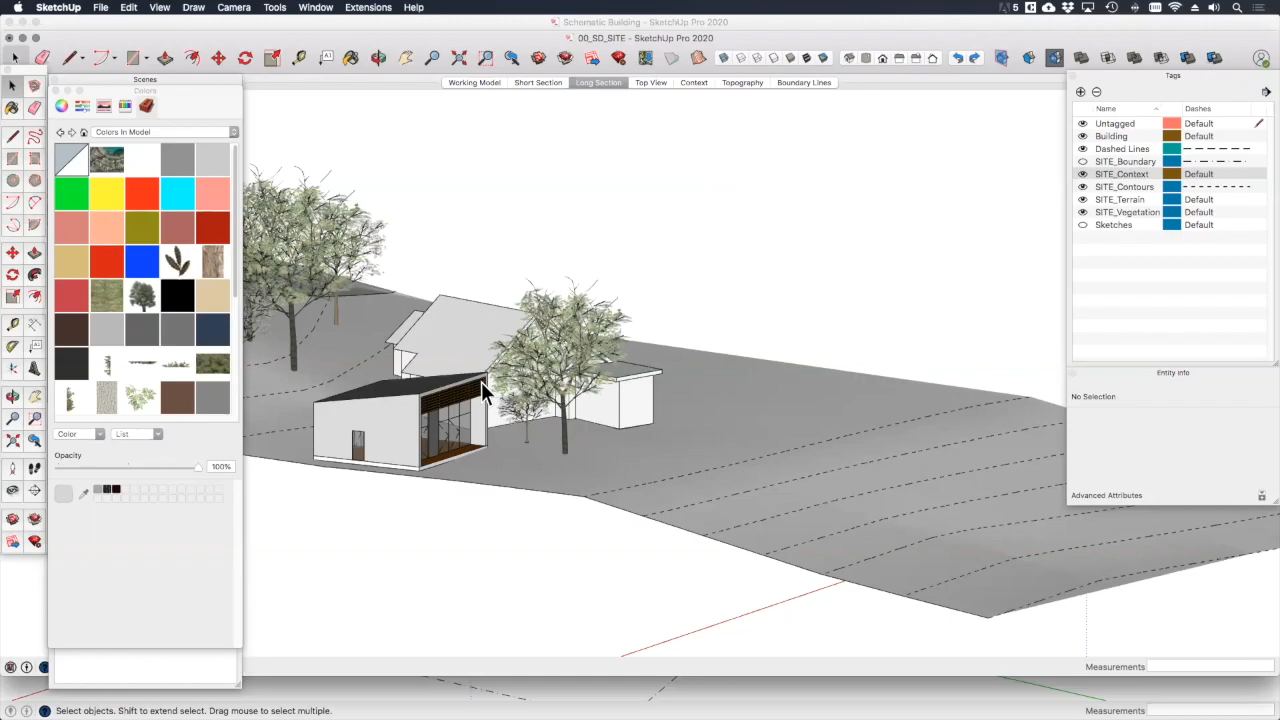 SketchUp File Edit View Draw Camera Tools Window Extensions Help
5
Schematic Building - SketchUp Pro 2020
00_SD_SITE - SketchUp Pro 2020
Scenes
Colors
Colors In Model
Color List
Opacity
100%
Working Model Short Section Long Section Top View Context Topography Boundary Lines
Tags
Name Dashes
Untagged Default
Building Default
Dashed Lines
SITE_Boundary
SITE_Context Default
SITE_Contours
SITE_Terrain Default
SITE_Vegetation Default
Sketches Default
Entity Info
No Selection
Advanced Attributes
Measurements
Select objects. Shift to extend select. Drag mouse to select multiple.
Measurements